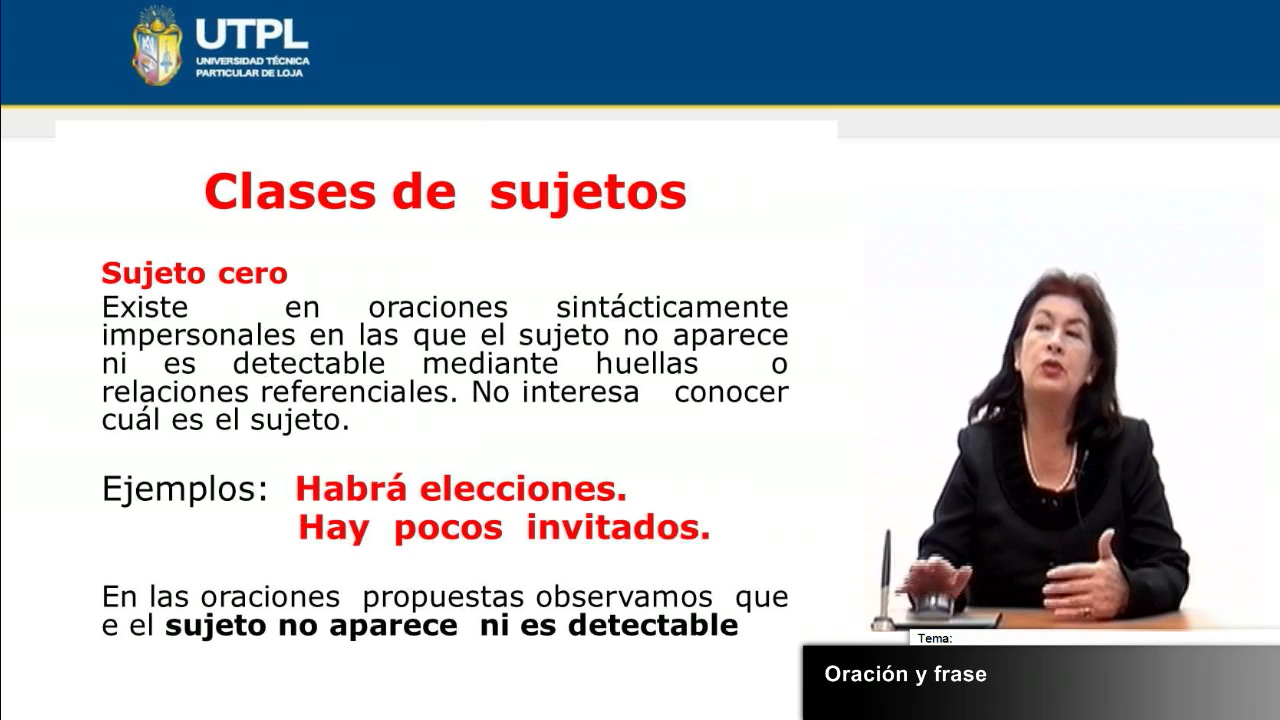 UTPL
UNIVERSIDAD TÉCNICA
PARTICULAR DE LOJA
Clases de sujetos
Sujeto cero
Existe en oraciones sintácticamente
impersonales en las que el sujeto no aparece
ni es detectable mediante huellas o
relaciones referenciales. No interesa conocer
cuál es el sujeto.
Ejemplos: Habrá elecciones.
Hay pocos invitados.
En las oraciones propuestas observamos que
e el sujeto no aparece ni es detectable
Tema:
Oración y frase